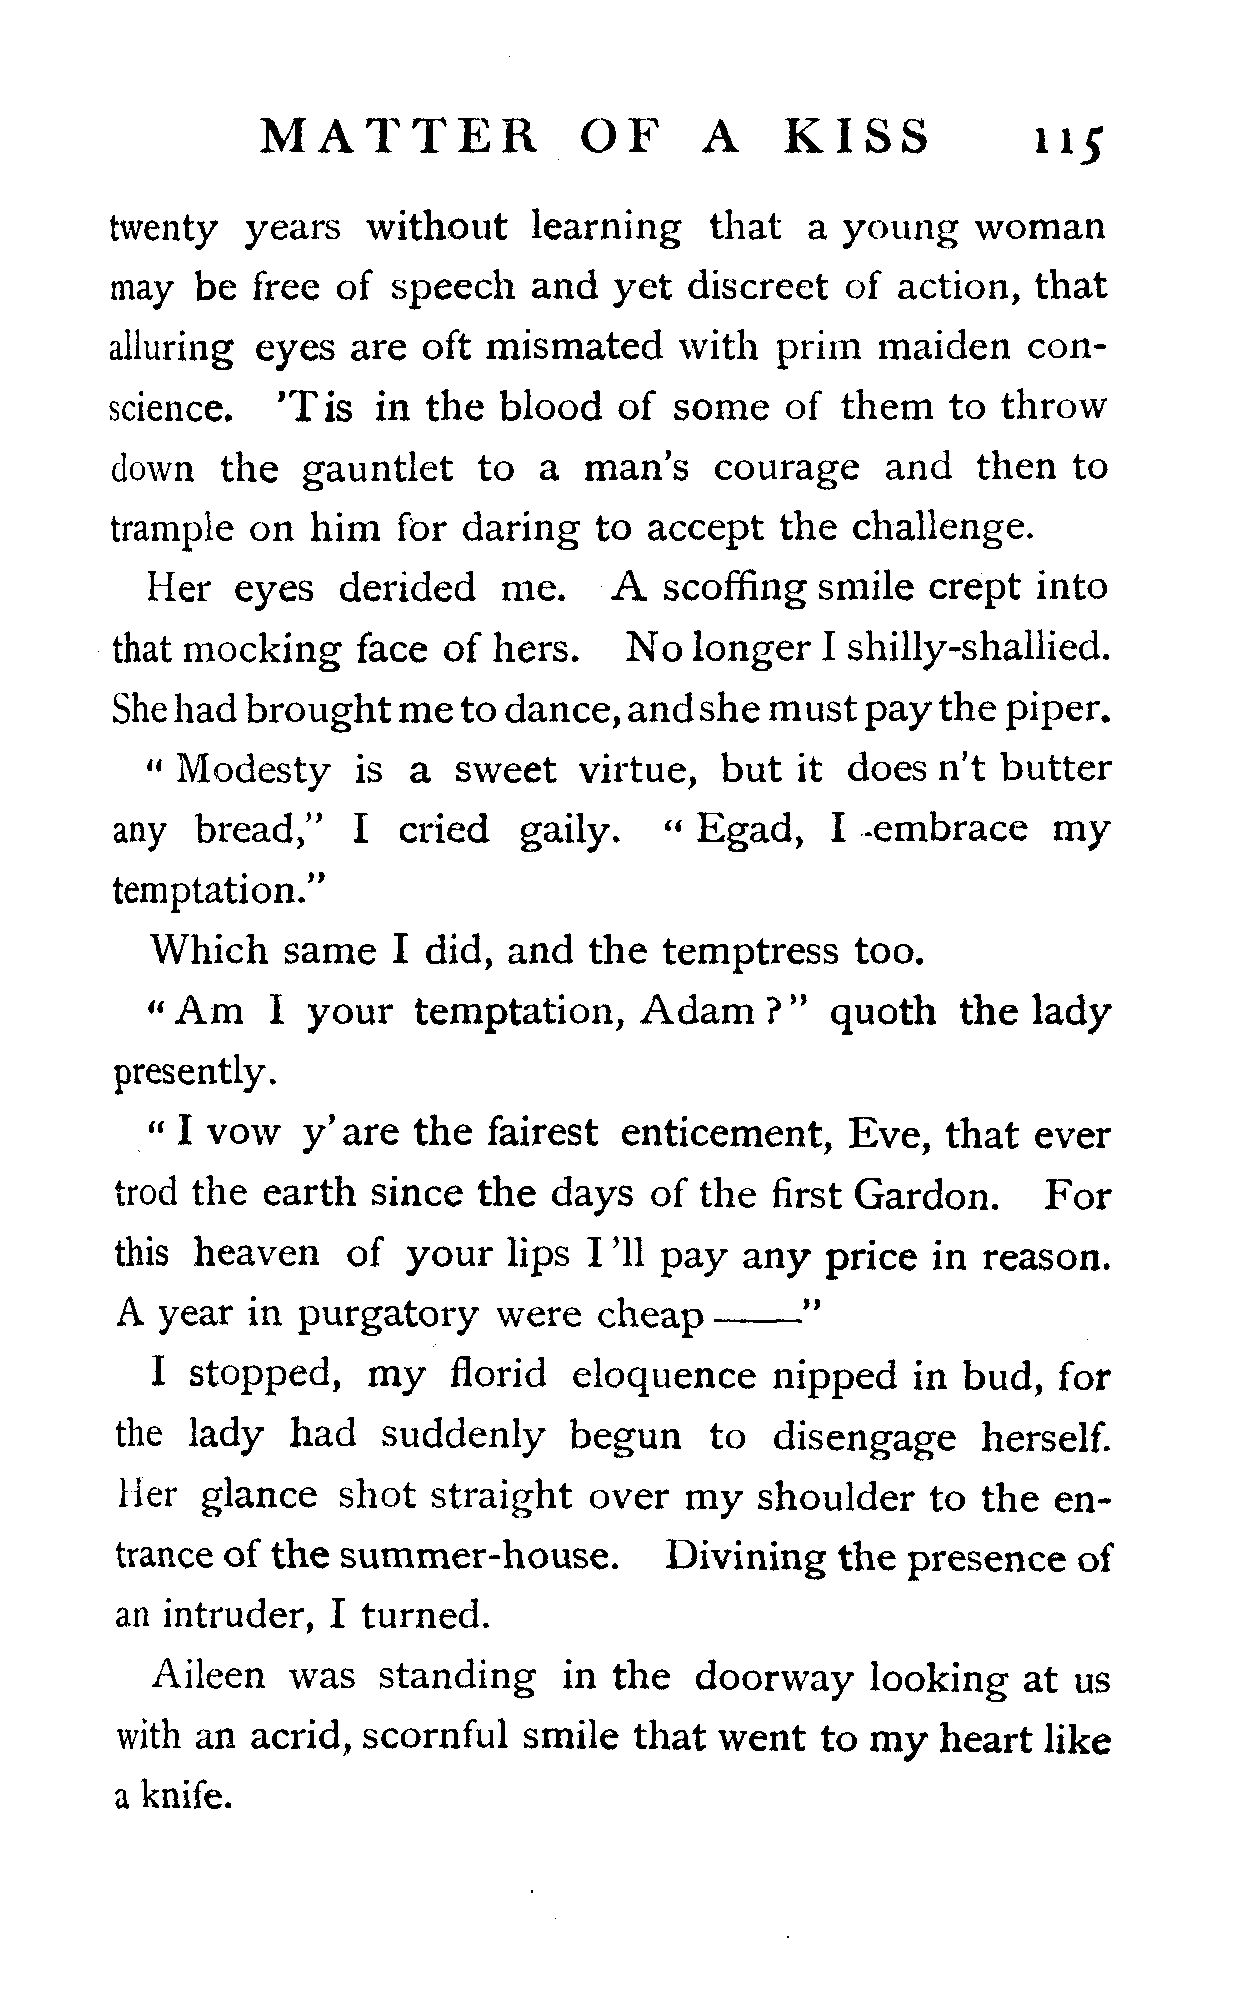 MATTER OF A KISS 115
twenty years without learning that a young woman
may be free of speech and yet discreet of action, that
alluring eyes are oft mismated with prim maiden con-
science. 'Tis in the blood of some of them to throw
down the gauntlet to a man's courage and then to
trample on him for daring to accept the challenge.
Her eyes derided me. A scoffing smile crept into
that mocking face of hers. No longer I shilly-shallied.
She had brought me to dance, and she must pay the piper.
"Modesty is a sweet virtue, but it does n't butter
any bread," I cried gaily. "Egad, I embrace my
temptation."
Which same I did, and the temptress too.
"Am I your temptation, Adam?" quoth the lady
presently.
"I vow y'are the fairest enticement, Eve, that ever
trod the earth since the days of the first Gardon. For
this heaven of your lips I'll pay any price in reason.
A year in purgatory were cheap——"
I stopped, my florid eloquence nipped in bud, for
the lady had suddenly begun to disengage herself.
Her glance shot straight over my shoulder to the en-
trance of the summer-house. Divining the presence of
an intruder, I turned.
Aileen was standing in the doorway looking at us
with an acrid, scornful smile that went to my heart like
a knife.